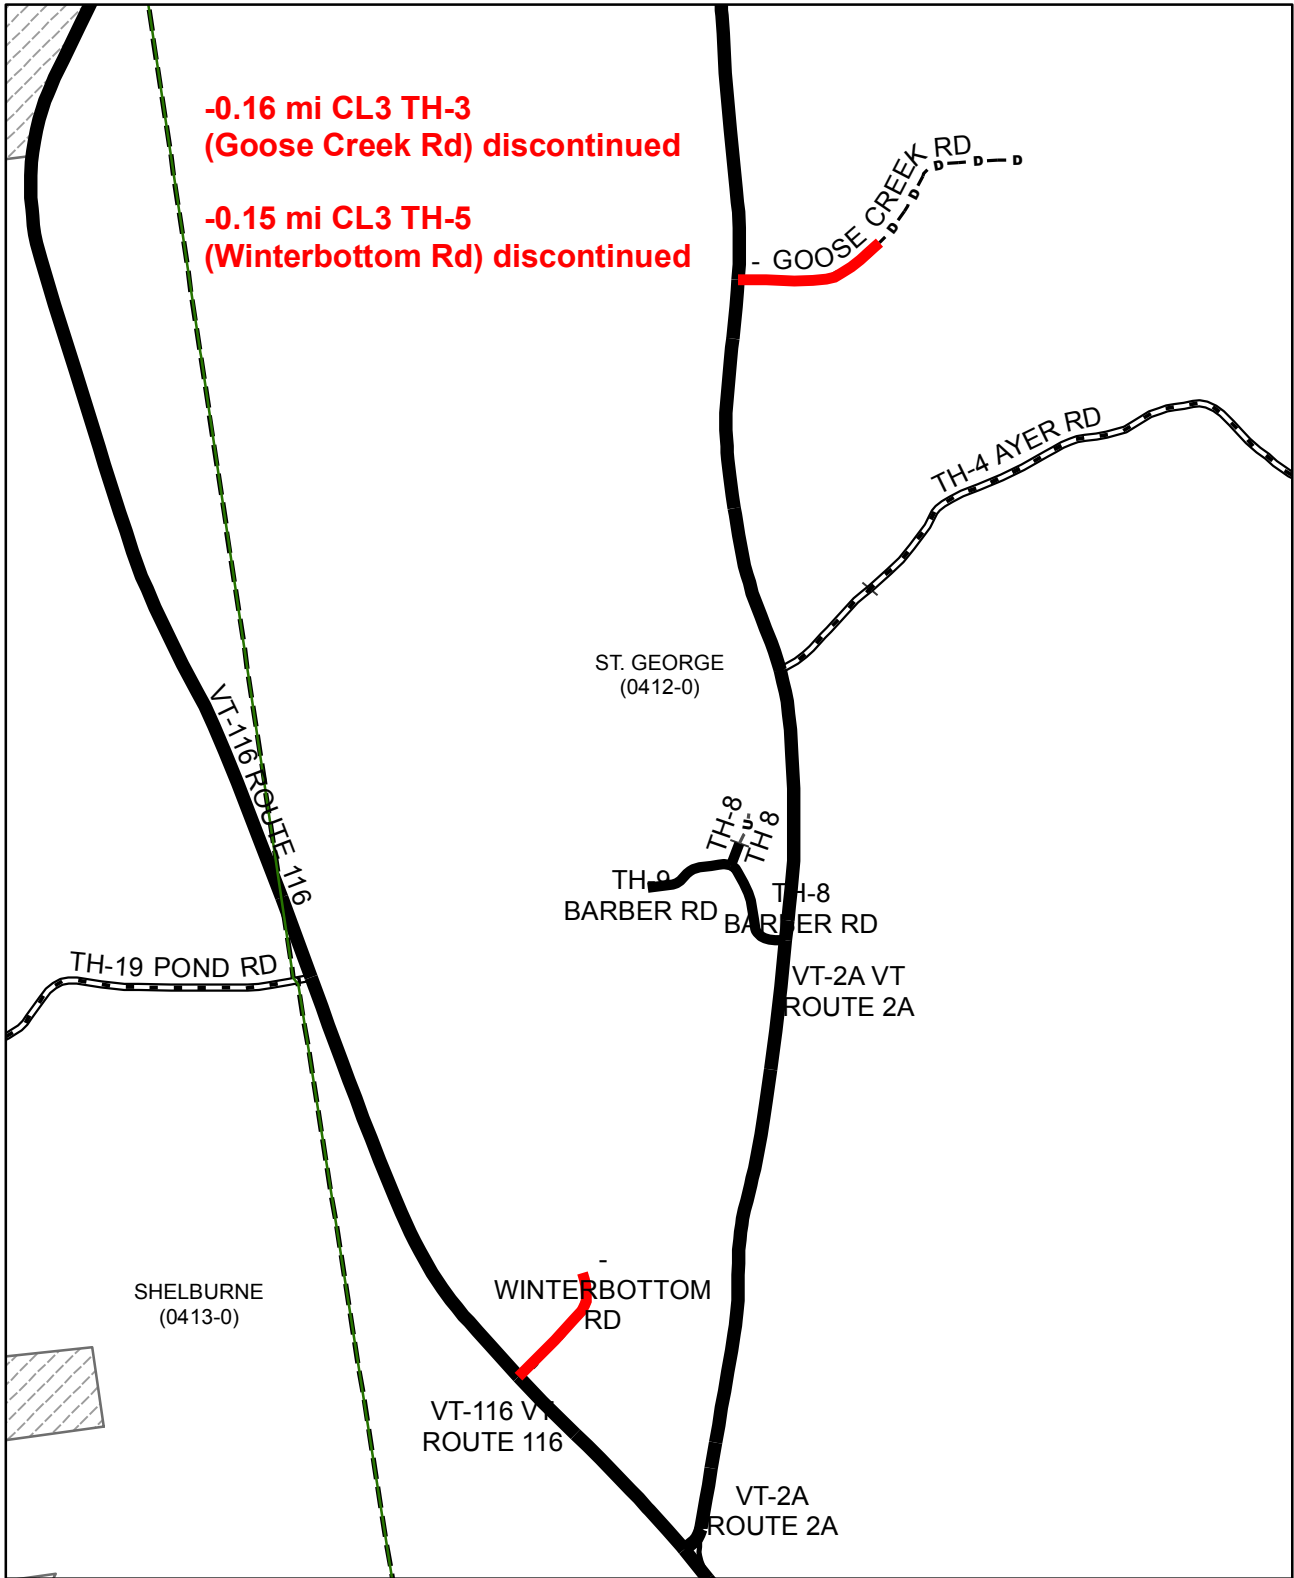 -0.16 mi CL3 TH-3
(Goose Creek Rd) discontinued
-0.15 mi CL3 TH-5
(Winterbottom Rd) discontinued
- GOOSE CREEK RD
D
D
D
D
D
TH-4 AYER RD
ST. GEORGE
(0412-0)
VT-116 ROUTE 116
TH-8
D
TH 8
TH-9
BARBER RD
TH-8
BARBER RD
TH-19 POND RD
VT-2A VT
ROUTE 2A
-
WINTERBOTTOM
RD
SHELBURNE
(0413-0)
VT-116 VT
ROUTE 116
VT-2A
ROUTE 2A